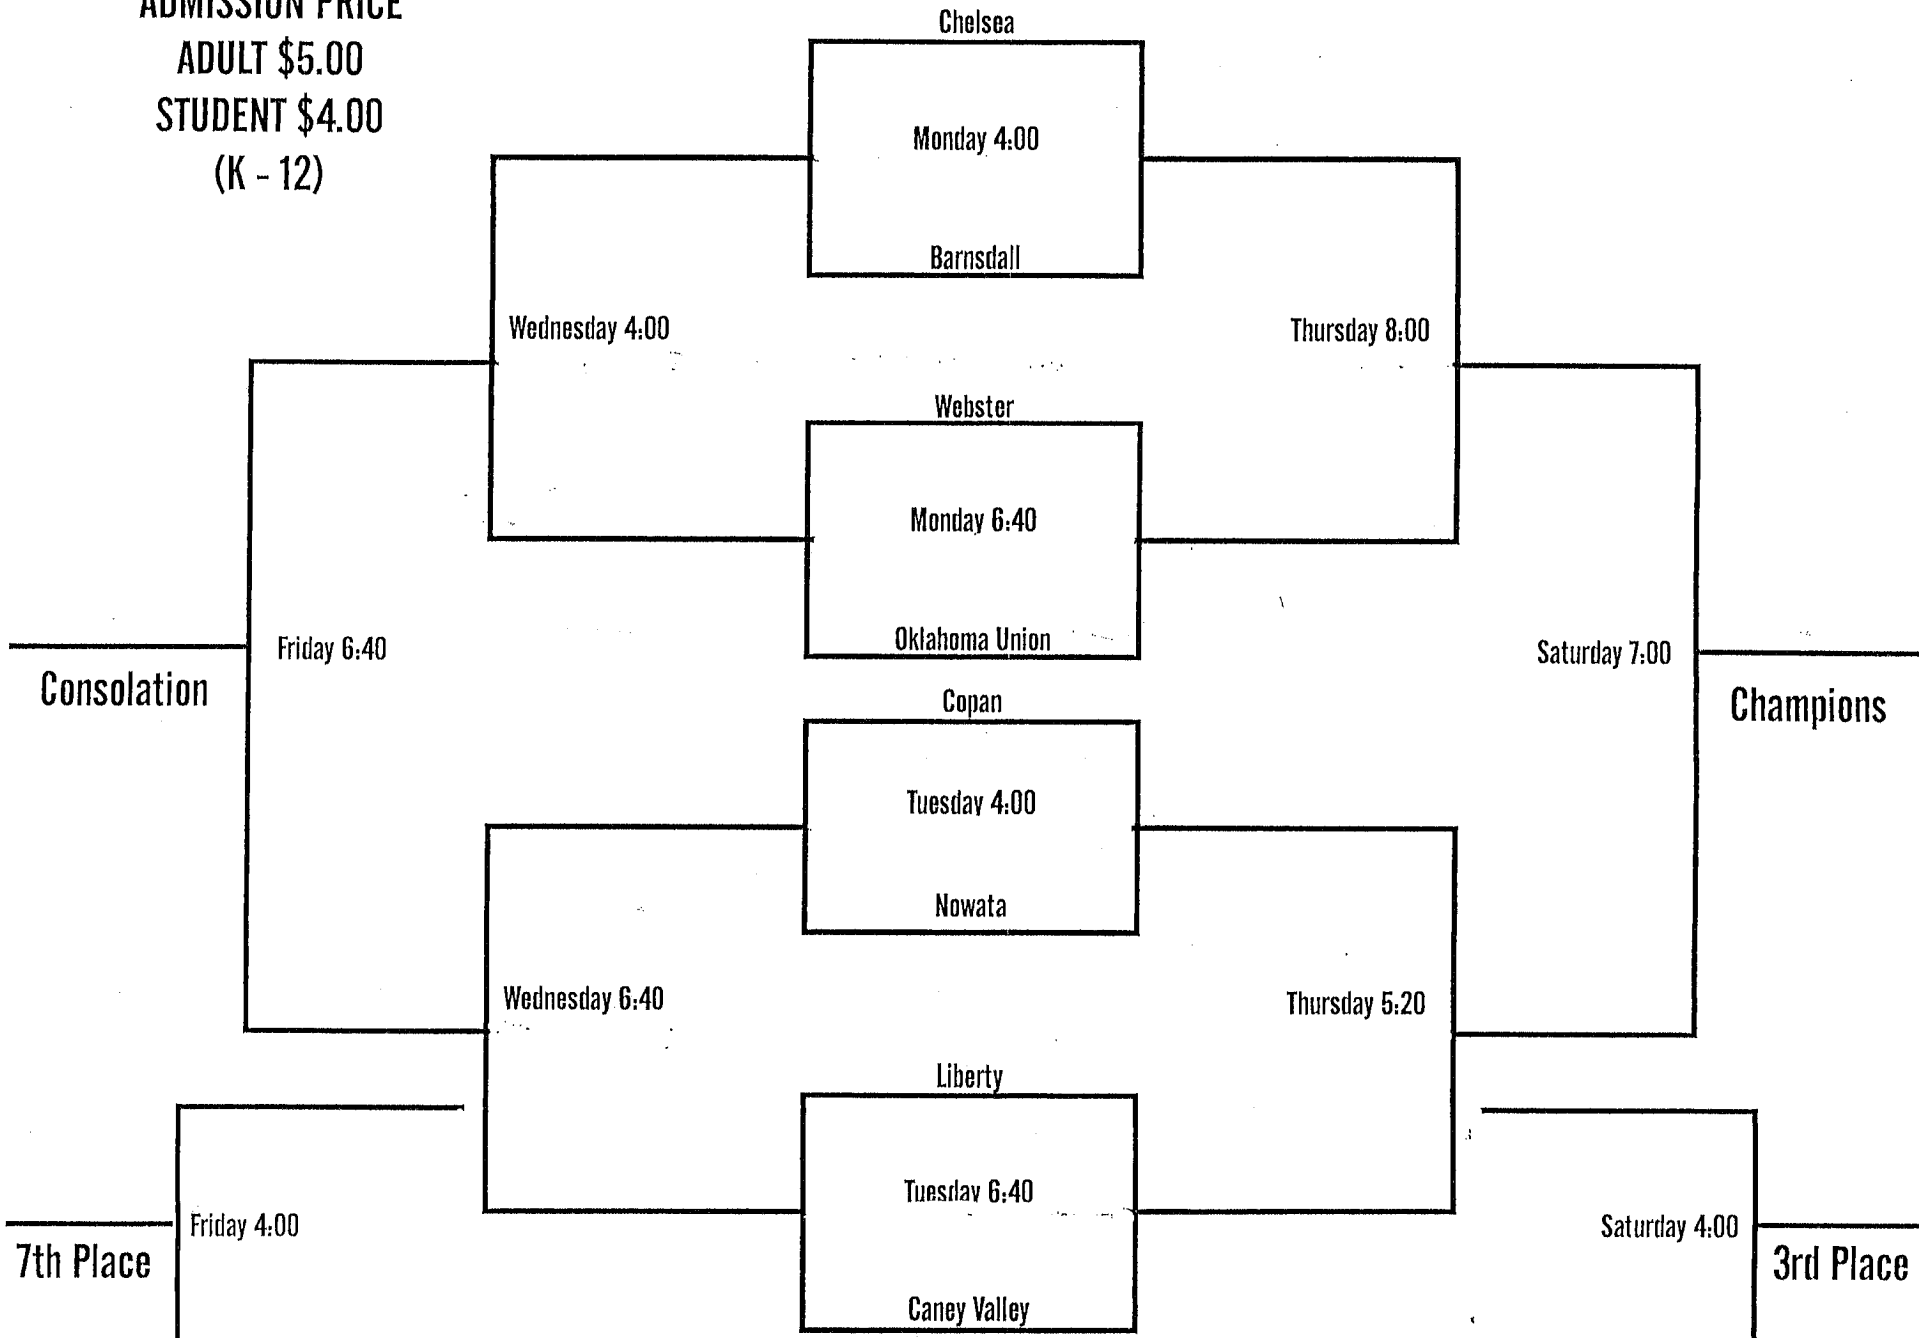 ADMISSION PRICE
ADULT $5.00
STUDENT $4.00
(K - 12)
Chelsea
Monday 4:00
Barnsdall
Wednesday 4:00
Thursday 8:00
Webster
Monday 6:40
Oklahoma Union
Friday 6:40
Consolation
Saturday 7:00
Champions
Copan
Tuesday 4:00
Nowata
Wednesday 6:40
Thursday 5:20
Liberty
Tuesday 6:40
Caney Valley
Friday 4:00
7th Place
Saturday 4:00
3rd Place